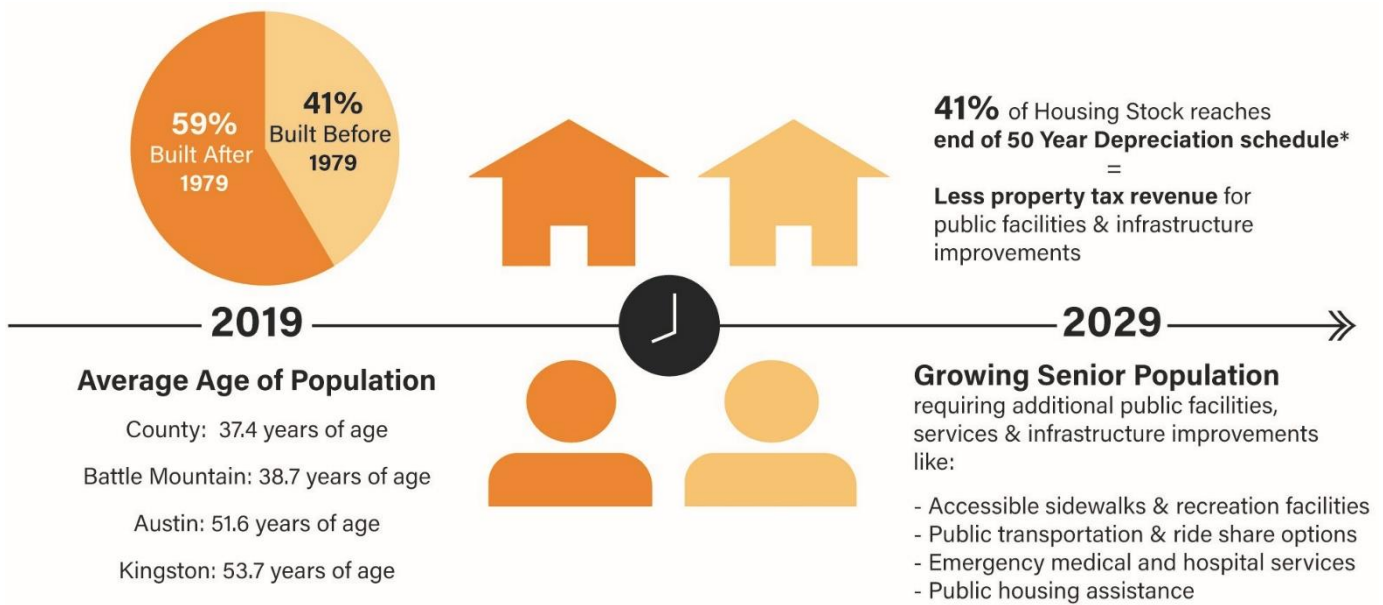 59%
Built After
1979
41%
Built Before
1979
41% of Housing Stock reaches
end of 50 Year Depreciation schedule*
=
Less property tax revenue for
public facilities & infrastructure
improvements
2019
2029
Average Age of Population
County: 37.4 years of age
Battle Mountain: 38.7 years of age
Austin: 51.6 years of age
Kingston: 53.7 years of age
Growing Senior Population
requiring additional public facilities,
services & infrastructure improvements
like:
- Accessible sidewalks & recreation facilities
- Public transportation & ride share options
- Emergency medical and hospital services
- Public housing assistance